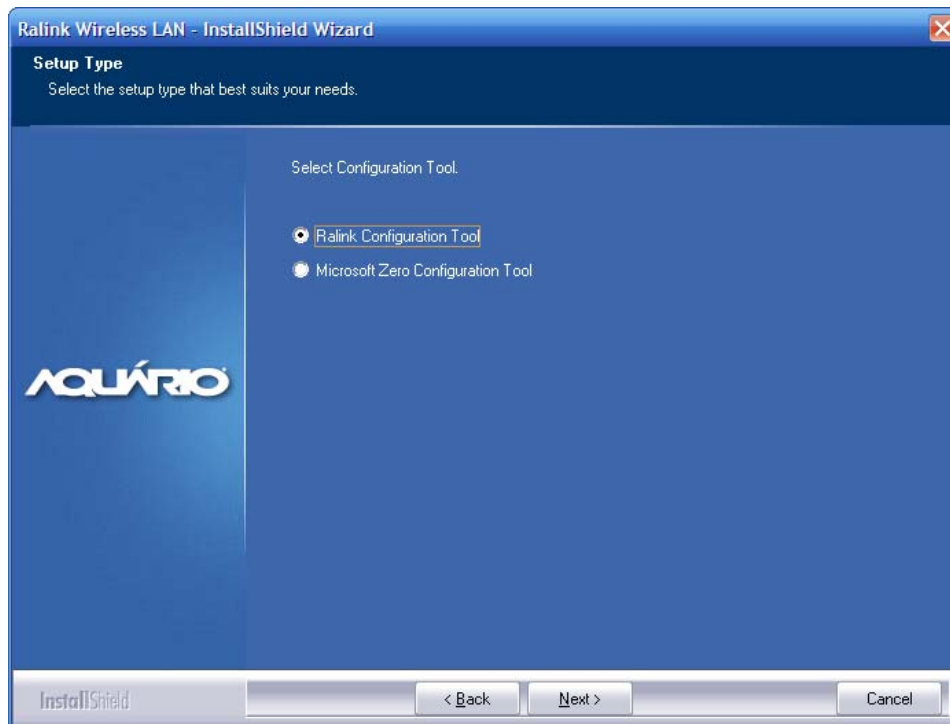 Ralink Wireless LAN - InstallShield Wizard
Setup Type
Select the setup type that best suits your needs.
Select Configuration Tool.
Ralink Configuration Tool
Microsoft Zero Configuration Tool
AQUÁRIO
InstallShield
< Back
Next >
Cancel